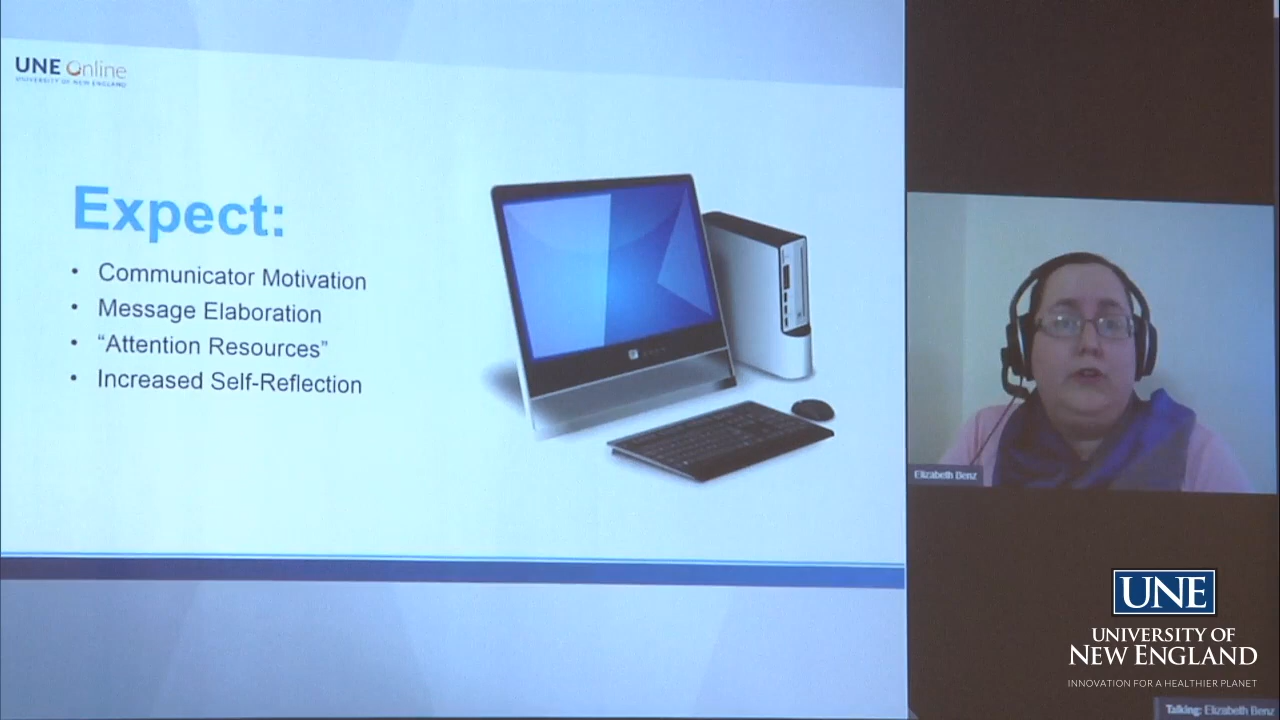 UNE Online
UNIVERSITY OF NEW ENGLAND
Expect:
• Communicator Motivation
• Message Elaboration
• “Attention Resources”
• Increased Self-Reflection
Elizabeth Benz
UNE
UNIVERSITY OF
NEW ENGLAND
INNOVATION FOR A HEALTHIER PLANET
Talking: Elizabeth Benz